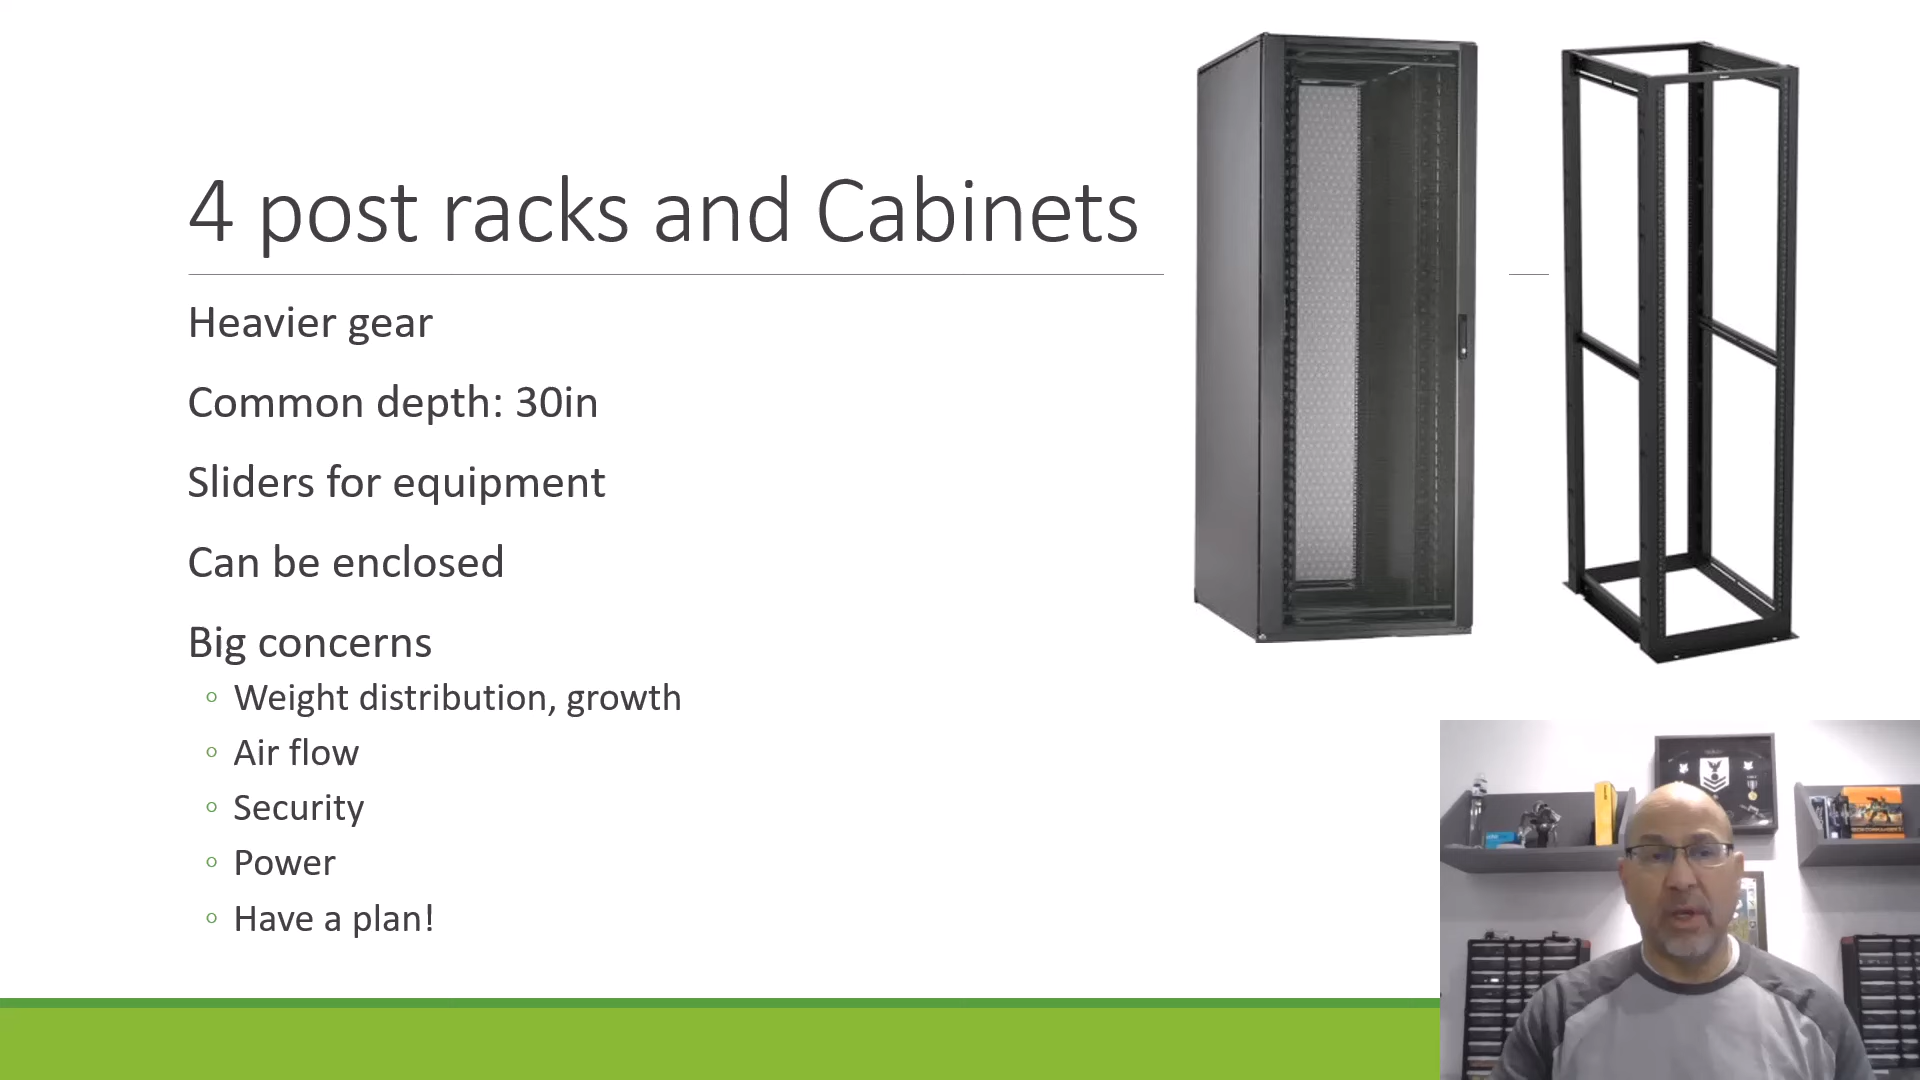 4 post racks and Cabinets
Heavier gear
Common depth: 30in
Sliders for equipment
Can be enclosed
Big concerns
Weight distribution, growth
Air flow
Security
Power
Have a plan!